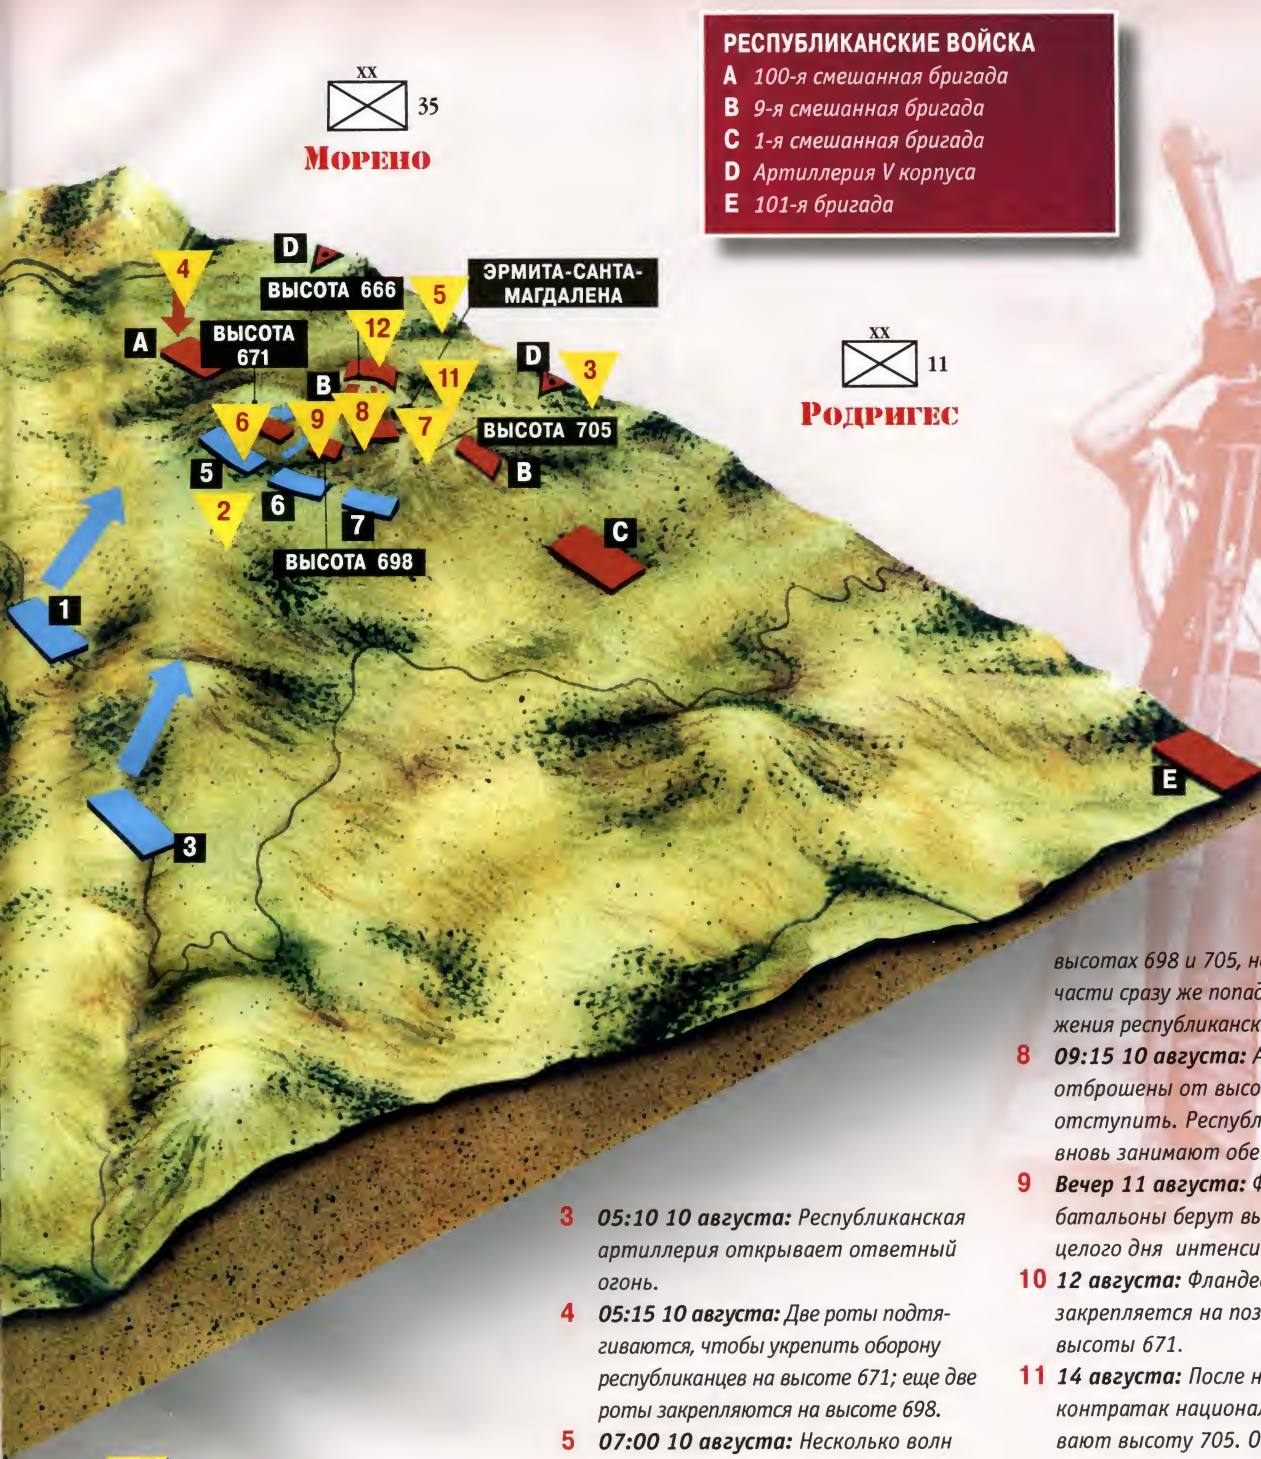 РЕСПУБЛИКАНСКИЕ ВОЙСКА
A 100-я смешанная бригада
B 9-я смешанная бригада
C 1-я смешанная бригада
D Артиллерия V корпуса
E 101-я бригада
XX
35
МОРЕНО
XX
11
РОДРИГЕС
D
4
ВЫСОТА 666
5
ЭРМИТА-САНТА-
МАГДАЛЕНА
A
ВЫСОТА
671
12
B
11
D
3
6
9
8
7
ВЫСОТА 705
5
6
B
2
7
C
ВЫСОТА 698
1
3
E
3 05:10 10 августа: Республиканская
артиллерия открывает ответный
огонь.
4 05:15 10 августа: Две роты подтя-
гиваются, чтобы укрепить оборону
республиканцев на высоте 671; еще две
роты закрепляются на высоте 698.
5 07:00 10 августа: Несколько волн
высотах 698 и 705, н
части сразу же попад
жения республиканск
8 09:15 10 августа: А
отброшены от высо
отступить. Республ
вновь занимают обе
9 Вечер 11 августа: Ф
батальоны берут вы
целого дня интенси
10 12 августа: Фланде
закрепляется на поз
высоты 671.
11 14 августа: После н
контратак национал
вают высоту 705. О